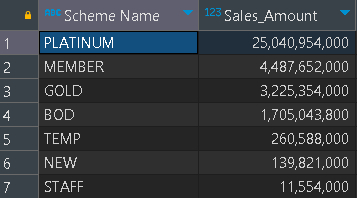 ABC Scheme Name 123 Sales_Amount
1 PLATINUM 25,040,954,000
2 MEMBER 4,487,652,000
3 GOLD 3,225,354,000
4 BOD 1,705,043,800
5 TEMP 260,588,000
6 NEW 139,821,000
7 STAFF 11,554,000